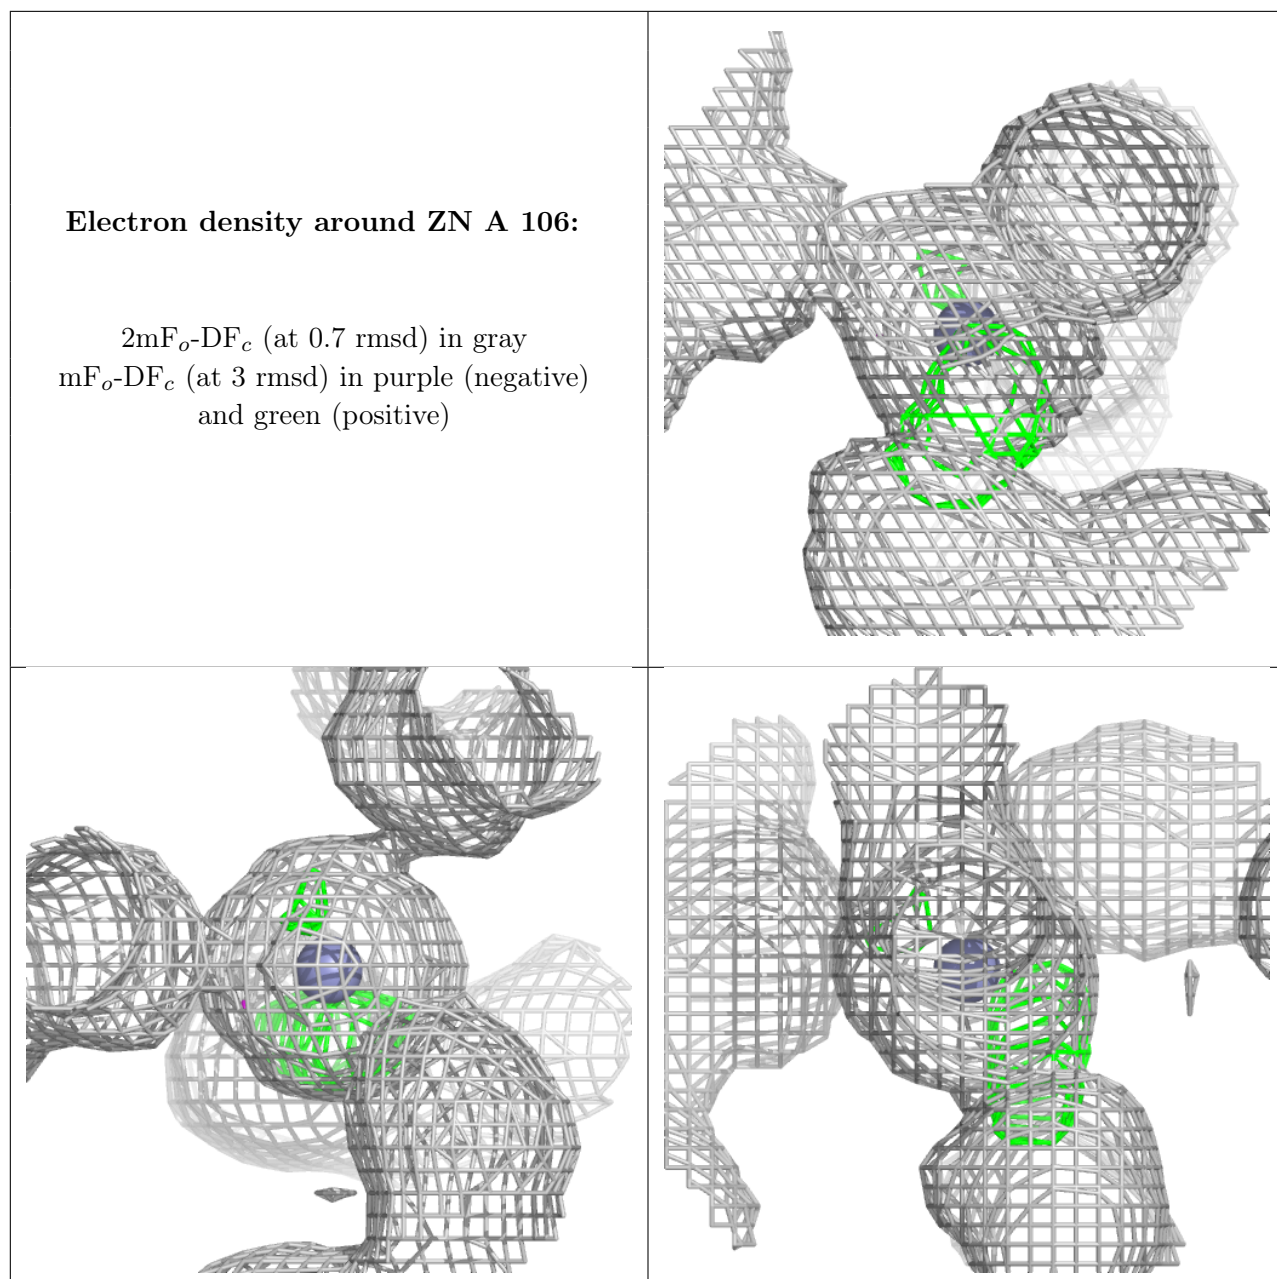 Electron density around ZN A 106:
2mFo-DFc (at 0.7 rmsd) in gray
mFo-DFc (at 3 rmsd) in purple (negative)
and green (positive)